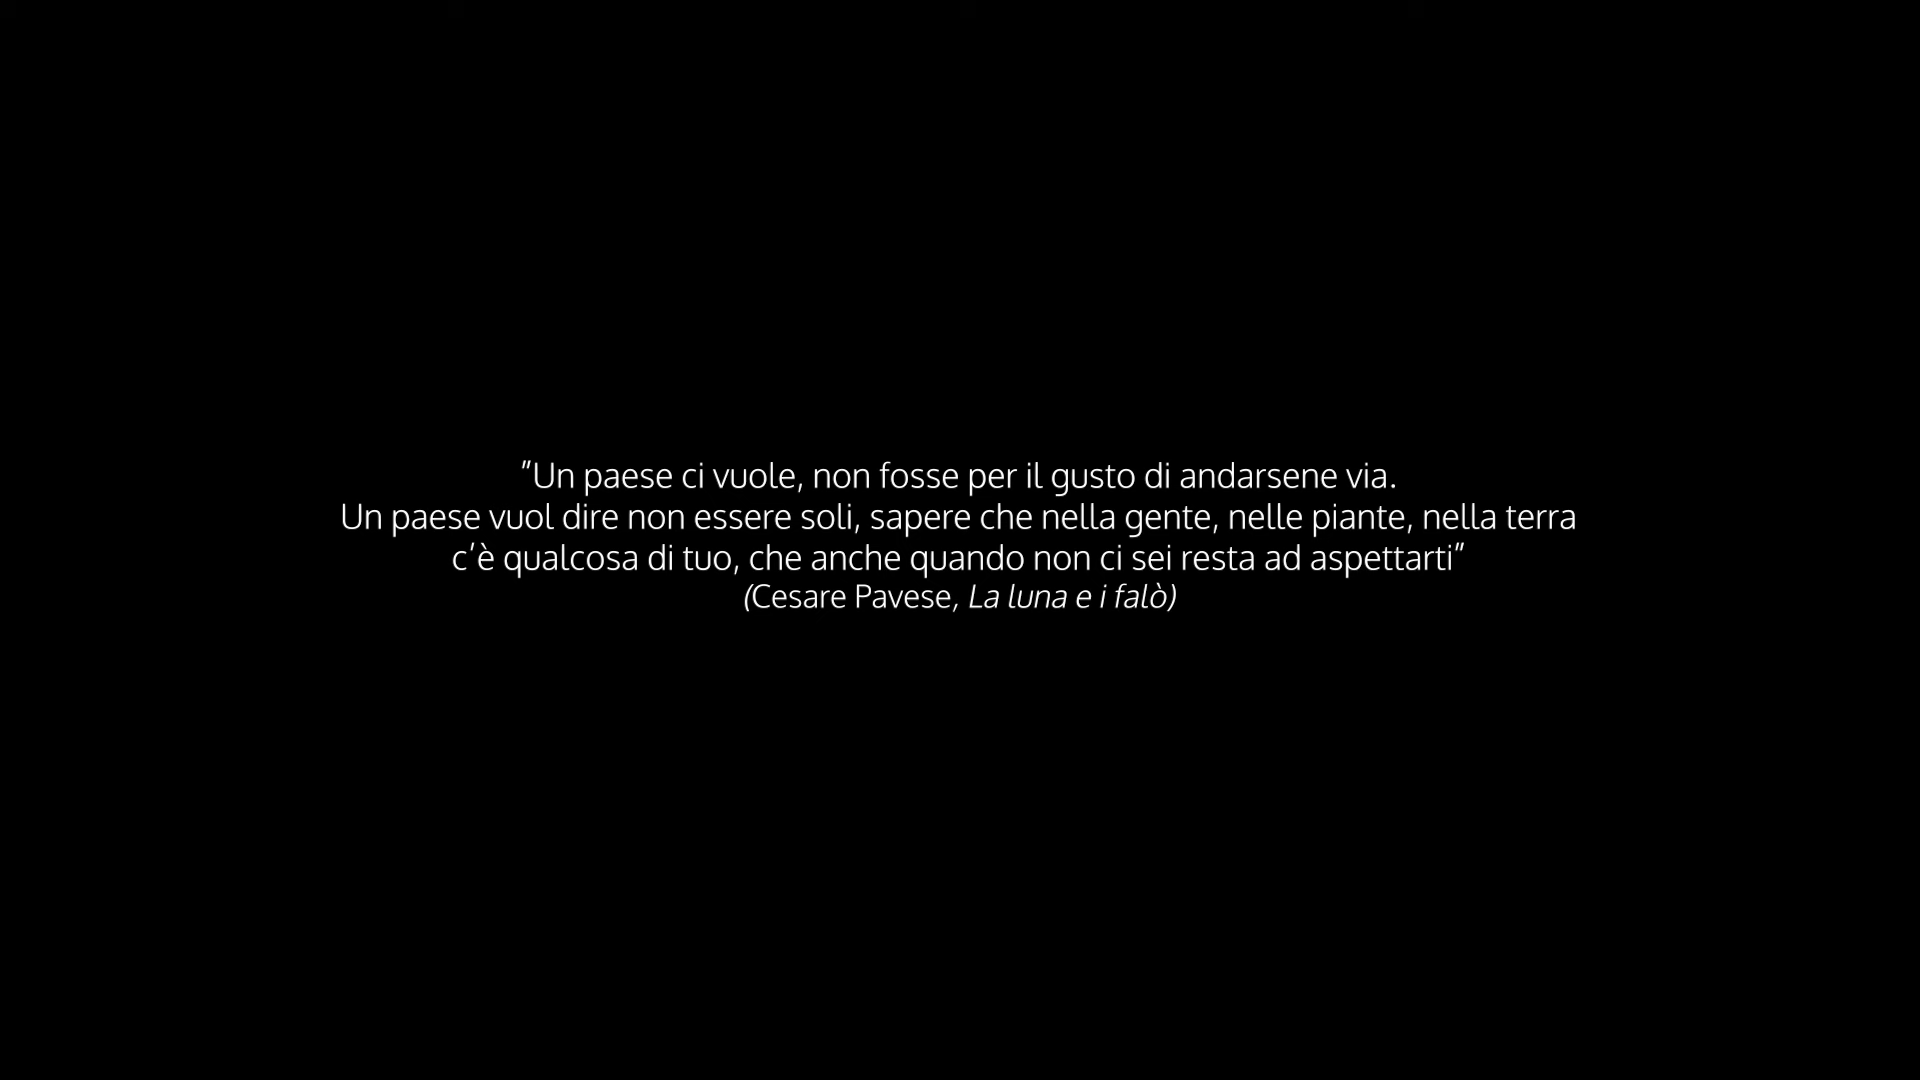 "Un paese ci vuole, non fosse per il gusto di andarsene via.
Un paese vuol dire non essere soli, sapere che nella gente, nelle piante, nella terra
c'è qualcosa di tuo, che anche quando non ci sei resta ad aspettarti"
(Cesare Pavese, La luna e i falò)